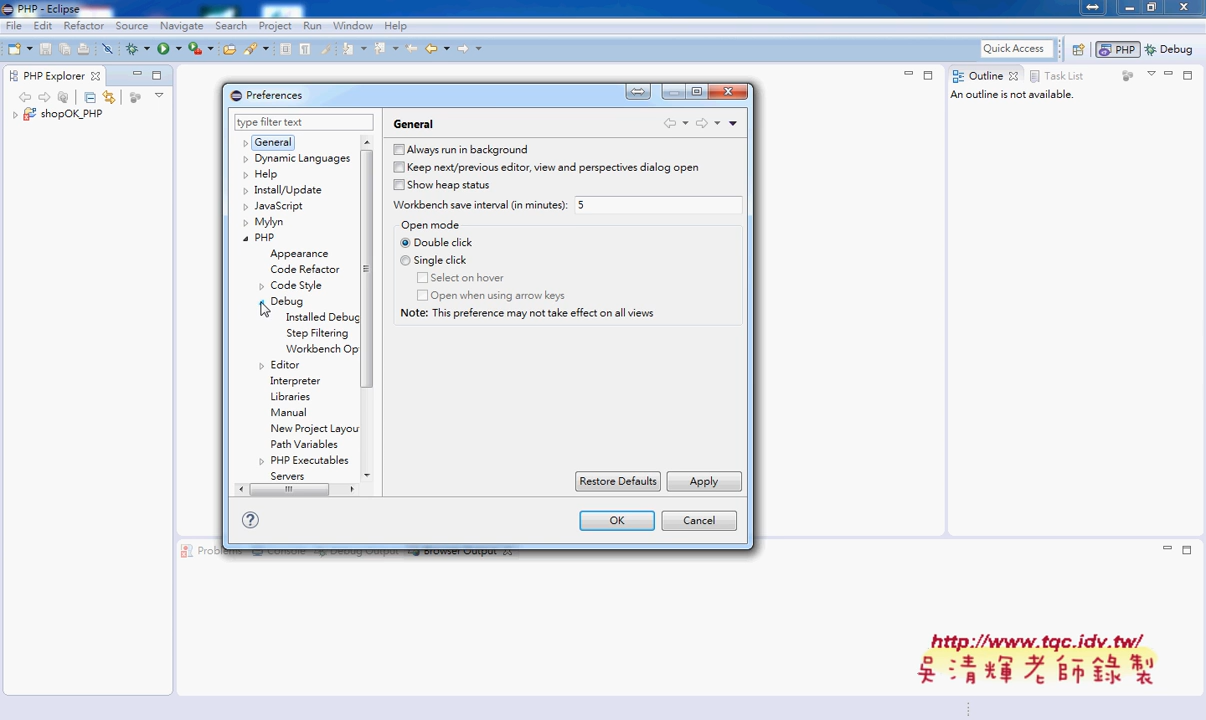 PHP - Eclipse
File Edit Refactor Source Navigate Search Project Run Window Help
Quick Access
PHP
Debug
PHP Explorer
shopOK_PHP
Outline
Task List
An outline is not available.
Preferences
type filter text
General
Dynamic Languages
Help
Install/Update
JavaScript
Mylyn
PHP
Appearance
Code Refactor
Code Style
Debug
Installed Debug
Step Filtering
Workbench Op
Editor
Interpreter
Libraries
Manual
New Project Layou
Path Variables
PHP Executables
Servers
General
Always run in background
Keep next/previous editor, view and perspectives dialog open
Show heap status
Workbench save interval (in minutes): 5
Open mode
Double click
Single click
Select on hover
Open when using arrow keys
Note: This preference may not take effect on all views
Restore Defaults
Apply
OK
Cancel
Problems
Console
Debug Output
Browser Output
http://www.tqc.idv.tw/
吳清輝老師錄製